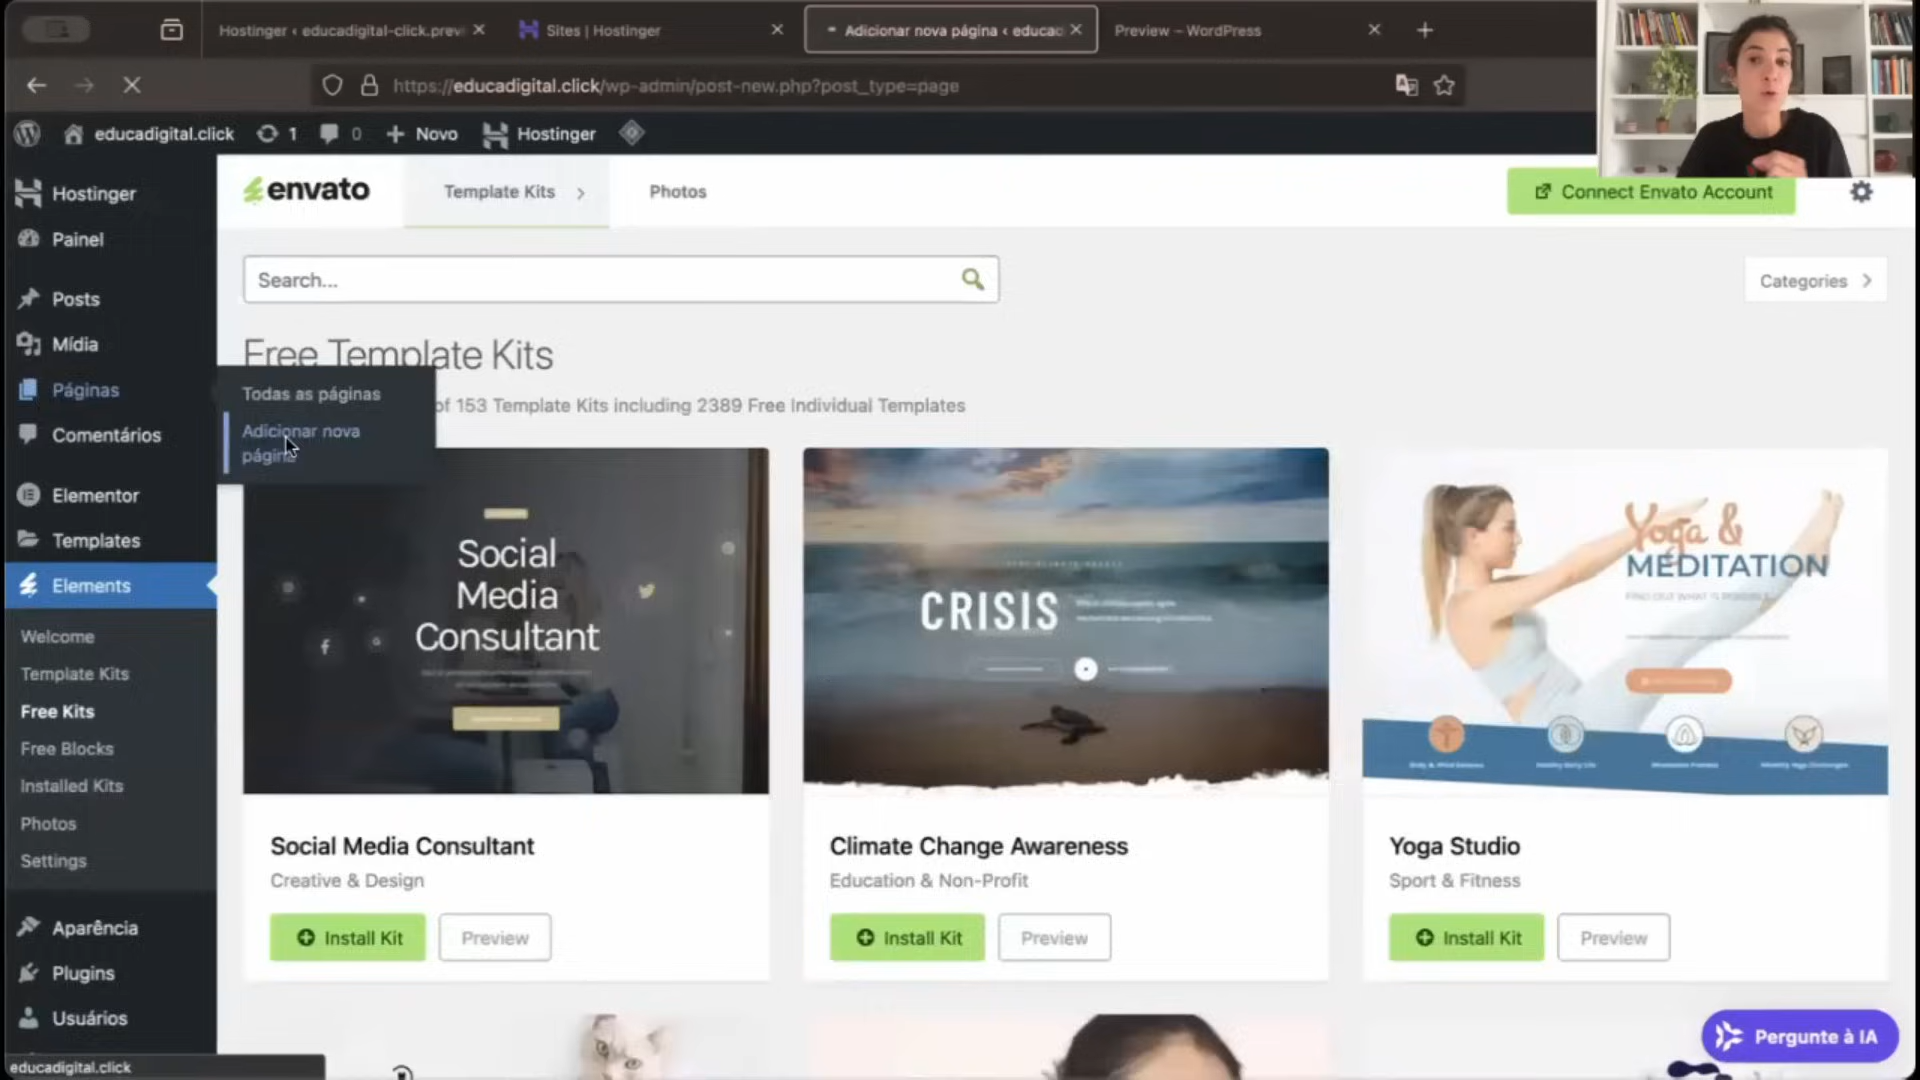 Hostinger ‹ educadigital-click.prev
Sites | Hostinger
Adicionar nova página ‹ educac
Preview – WordPress
https://educadigital.click/wp-admin/post-new.php?post_type=page
educadigital.click
1
0
Novo
Hostinger
Hostinger
Painel
Posts
Mídia
Páginas
Comentários
Elementor
Templates
Elements
Welcome
Template Kits
Free Kits
Free Blocks
Installed Kits
Photos
Settings
Aparência
Plugins
Usuários
educadigital.click
Todas as páginas
Adicionar nova
página
envato
Template Kits
Photos
Connect Envato Account
Search...
Categories
Free Template Kits
of 153 Template Kits including 2389 Free Individual Templates
Social
Media
Consultant
CRISIS
Yoga &
MEDITATION
Social Media Consultant
Creative & Design
Install Kit
Preview
Climate Change Awareness
Education & Non-Profit
Install Kit
Preview
Yoga Studio
Sport & Fitness
Install Kit
Preview
Pergunte à IA